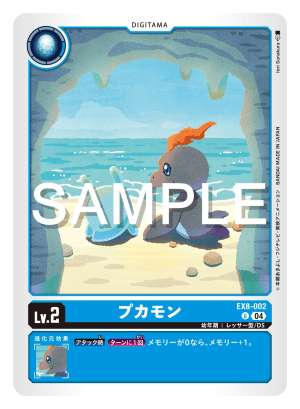 DIGITAMA
SAMPLE
Lv.2
プカモン
EX8-002
U 04
幼年期 | レッサー型/DS
進化元効果
アタック時 ターンに1回 メモリーが0なら、メモリー+1。